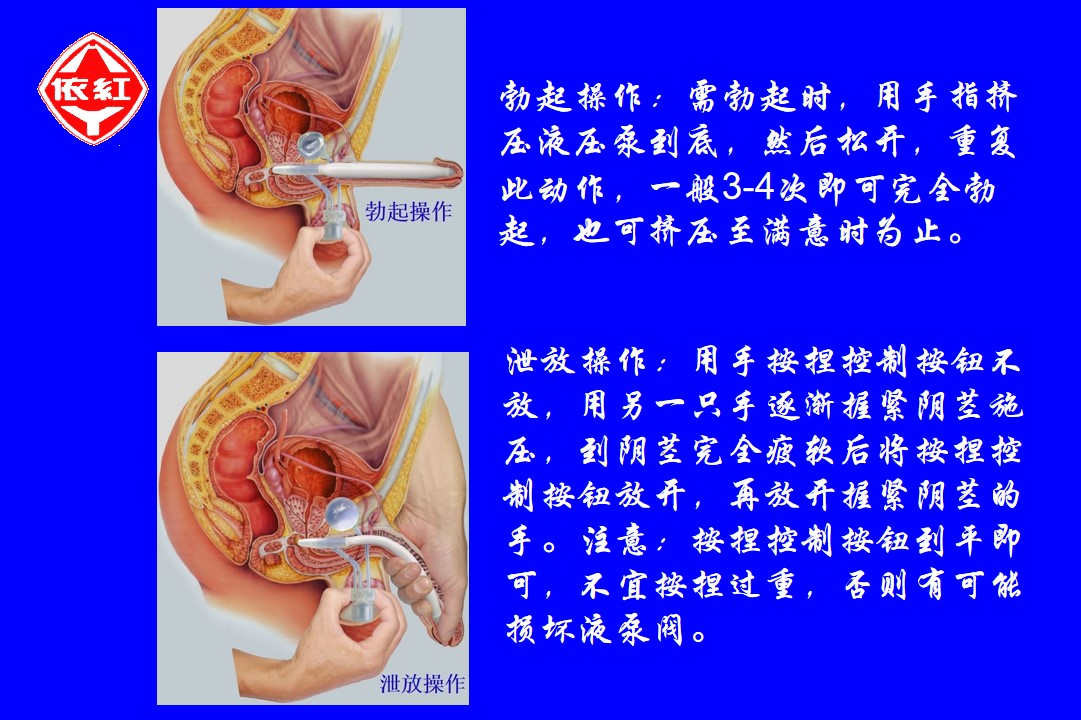 依紅
勃起操作：需勃起时，用手指挤
压液压泵到底，然后松开，重复
此动作，一般3-4次即可完全勃
起，也可挤压至满意时为止。
勃起操作
泄放操作：用手按捏控制按钮不
放，用另一只手逐渐握紧阴茎施
压，到阴茎完全疲软后将按捏控
制按钮放开，再放开握紧阴茎的
手。注意：按捏控制按钮到平即
可，不宜按捏过重，否则有可能
损坏液泵阀。
泄放操作